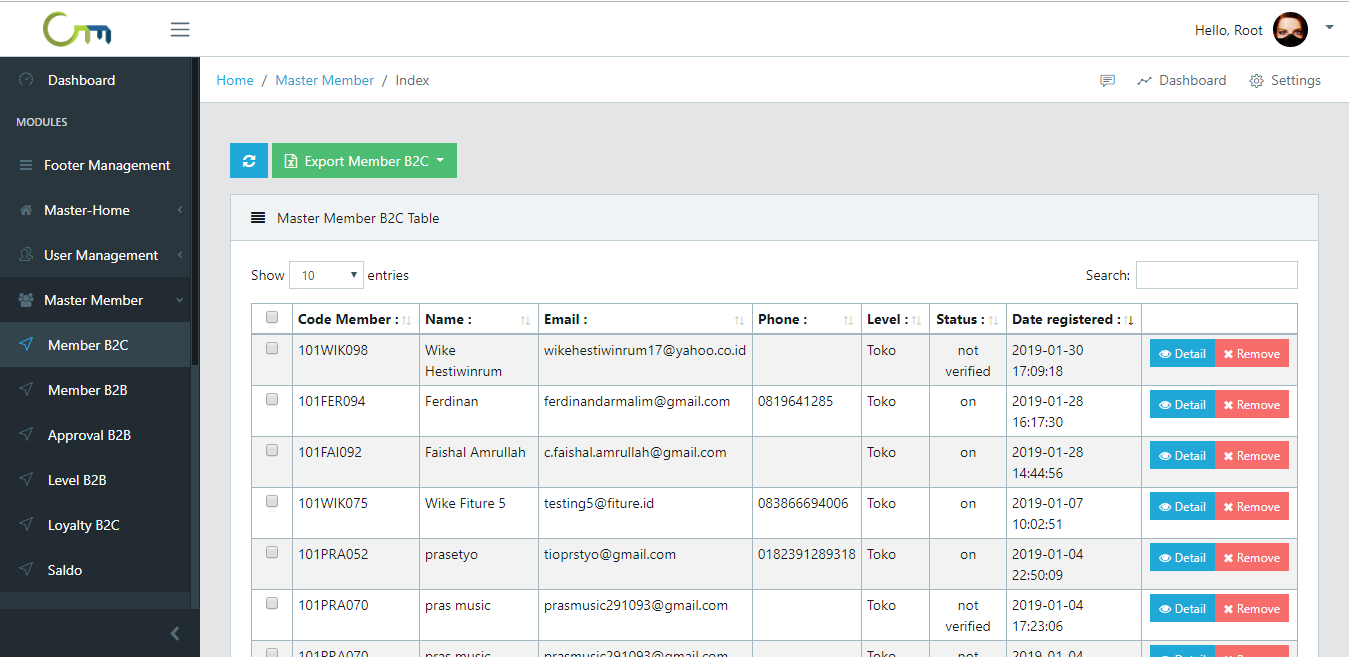 Hello, Root
Dashboard
MODULES
Footer Management
Master-Home
User Management
Master Member
Member B2C
Member B2B
Approval B2B
Level B2B
Loyalty B2C
Saldo
Home / Master Member / Index
Dashboard Settings
Export Member B2C
Master Member B2C Table
Show 10 entries Search:
Code Member : Name : Email : Phone : Level : Status : Date registered :
101WIK098 Wike wikehestiwinrum17@yahoo.co.id Toko not 2019-01-30 Detail Remove
Hestiwinrum verified 17:09:18
101FER094 Ferdinan ferdinandarmalim@gmail.com 0819641285 Toko on 2019-01-28 Detail Remove
16:17:30
101FAI092 Faishal Amrullah c.faishal.amrullah@gmail.com Toko on 2019-01-28 Detail Remove
14:44:56
101WIK075 Wike Fiture 5 testing5@fiture.id 083866694006 Toko on 2019-01-07 Detail Remove
10:02:51
101PRA052 prasetyo tioprstyo@gmail.com 0182391289318 Toko on 2019-01-04 Detail Remove
22:50:09
101PRA070 pras music prasmusic291093@gmail.com Toko not 2019-01-04 Detail Remove
verified 17:23:06
101PRA070 pras music prasmusic291093@gmail.com Toko not 2019-01-04